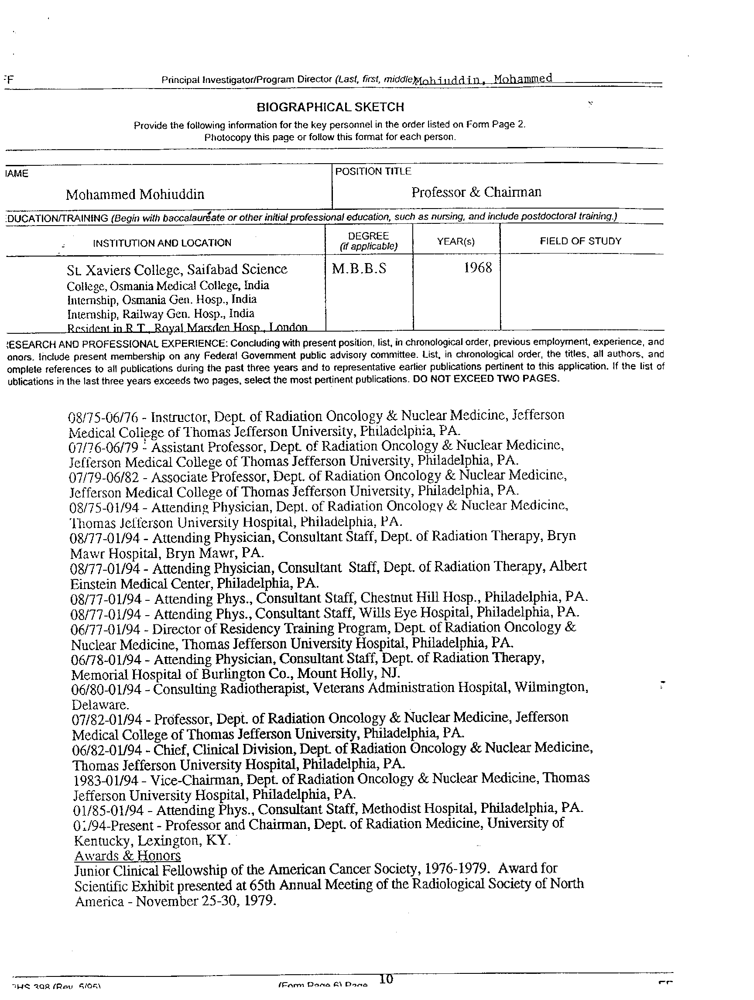 FF
Principal Investigator/Program Director (Last, first, middle) Mohiuddin, Mohammed
BIOGRAPHICAL SKETCH
Provide the following information for the key personnel in the order listed on Form Page 2.
Photocopy this page or follow this format for each person.
IAME POSITION TITLE
Mohammed Mohiuddin Professor & Chairman
:DUCATION/TRAINING (Begin with baccalaureate or other initial professional education, such as nursing, and include postdoctoral training.)
INSTITUTION AND LOCATION DEGREE (if applicable) YEAR(s) FIELD OF STUDY
St. Xaviers College, Saifabad Science M.B.B.S 1968
College, Osmania Medical College, India
Internship, Osmania Gen. Hosp., India
Internship, Railway Gen. Hosp., India
Resident in R.T., Royal Marsden Hosp., London
:ESEARCH AND PROFESSIONAL EXPERIENCE: Concluding with present position, list, in chronological order, previous employment, experience, and
onors. Include present membership on any Federal Government public advisory committee. List, in chronological order, the titles, all authors, and
omplete references to all publications during the past three years and to representative earlier publications pertinent to this application. If the list of
ublications in the last three years exceeds two pages, select the most pertinent publications. DO NOT EXCEED TWO PAGES.
08/75-06/76 - Instructor, Dept. of Radiation Oncology & Nuclear Medicine, Jefferson
Medical College of Thomas Jefferson University, Philadelphia, PA.
07/76-06/79 - Assistant Professor, Dept. of Radiation Oncology & Nuclear Medicine,
Jefferson Medical College of Thomas Jefferson University, Philadelphia, PA.
07/79-06/82 - Associate Professor, Dept. of Radiation Oncology & Nuclear Medicine,
Jefferson Medical College of Thomas Jefferson University, Philadelphia, PA.
08/75-01/94 - Attending Physician, Dept. of Radiation Oncology & Nuclear Medicine,
Thomas Jefferson University Hospital, Philadelphia, PA.
08/77-01/94 - Attending Physician, Consultant Staff, Dept. of Radiation Therapy, Bryn
Mawr Hospital, Bryn Mawr, PA.
08/77-01/94 - Attending Physician, Consultant Staff, Dept. of Radiation Therapy, Albert
Einstein Medical Center, Philadelphia, PA.
08/77-01/94 - Attending Phys., Consultant Staff, Chestnut Hill Hosp., Philadelphia, PA.
08/77-01/94 - Attending Phys., Consultant Staff, Wills Eye Hospital, Philadelphia, PA.
06/77-01/94 - Director of Residency Training Program, Dept. of Radiation Oncology &
Nuclear Medicine, Thomas Jefferson University Hospital, Philadelphia, PA.
06/78-01/94 - Attending Physician, Consultant Staff, Dept. of Radiation Therapy,
Memorial Hospital of Burlington Co., Mount Holly, NJ.
06/80-01/94 - Consulting Radiotherapist, Veterans Administration Hospital, Wilmington,
Delaware.
07/82-01/94 - Professor, Dept. of Radiation Oncology & Nuclear Medicine, Jefferson
Medical College of Thomas Jefferson University, Philadelphia, PA.
06/82-01/94 - Chief, Clinical Division, Dept. of Radiation Oncology & Nuclear Medicine,
Thomas Jefferson University Hospital, Philadelphia, PA.
1983-01/94 - Vice-Chairman, Dept. of Radiation Oncology & Nuclear Medicine, Thomas
Jefferson University Hospital, Philadelphia, PA.
01/85-01/94 - Attending Phys., Consultant Staff, Methodist Hospital, Philadelphia, PA.
01/94-Present - Professor and Chairman, Dept. of Radiation Medicine, University of
Kentucky, Lexington, KY.
Awards & Honors
Junior Clinical Fellowship of the American Cancer Society, 1976-1979. Award for
Scientific Exhibit presented at 65th Annual Meeting of the Radiological Society of North
America - November 25-30, 1979.
PHS 398 (Rev. 5/95) (Form Page 6) Page 10